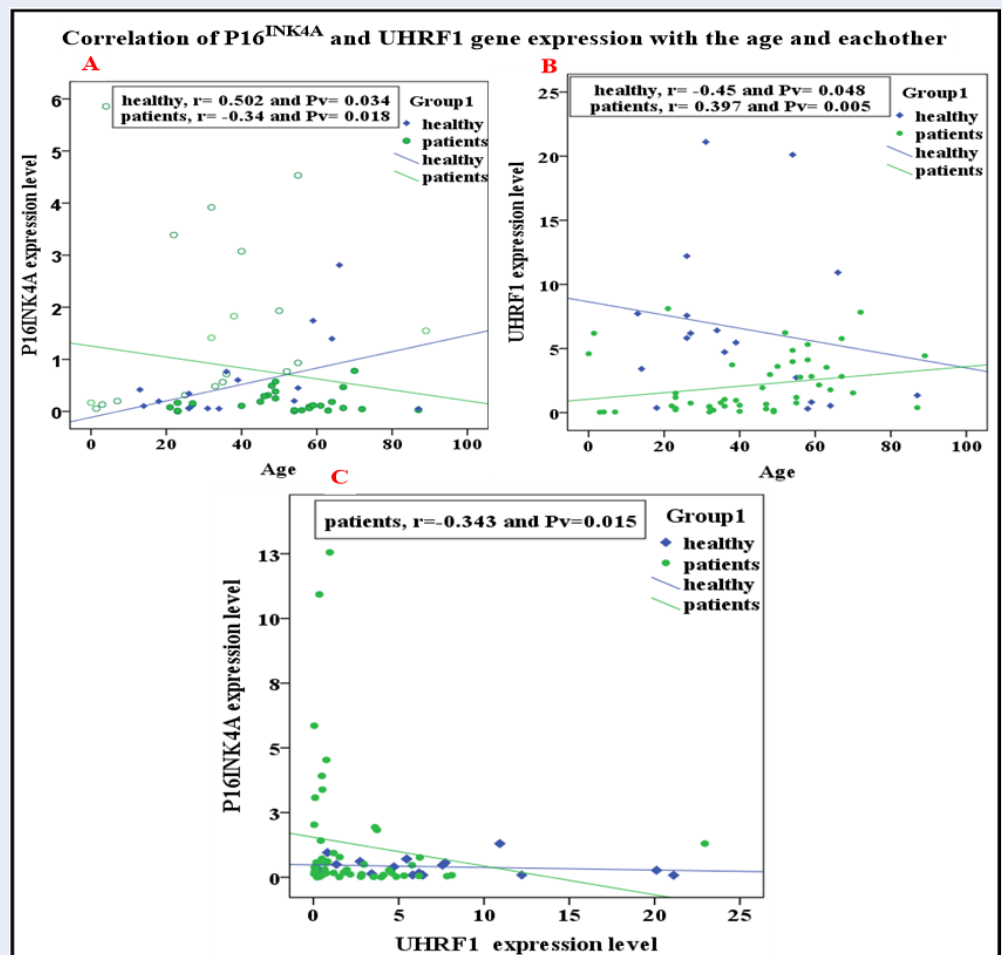 Correlation of P16^INK4A and UHRF1 gene expression with the age and eachother
A
healthy, r= 0.502 and Pv= 0.034
patients, r= -0.34 and Pv= 0.018
Group1
healthy
patients
healthy
patients
P16INK4A expression level
6
5
4
3
2
1
0
0 20 40 60 80 100
Age
B
healthy, r= -0.45 and Pv= 0.048
patients, r= 0.397 and Pv= 0.005
Group1
healthy
patients
healthy
patients
UHRF1 expression level
25
20
15
10
5
0
0 20 40 60 80 100
Age
C
patients, r=-0.343 and Pv=0.015
Group1
healthy
patients
healthy
patients
P16INK4A expression level
13
10
8
5
3
0
0 5 10 15 20 25
UHRF1 expression level